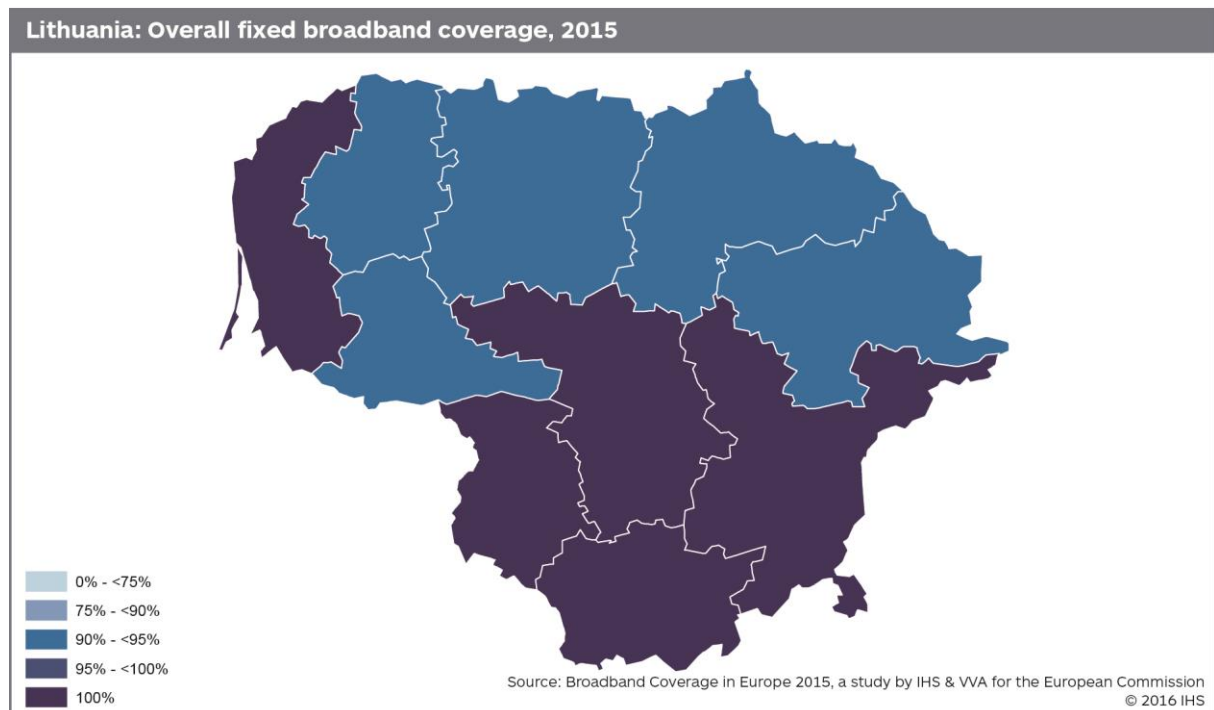 Lithuania: Overall fixed broadband coverage, 2015
0% - <75%
75% - <90%
90% - <95%
95% - <100%
100%
Source: Broadband Coverage in Europe 2015, a study by IHS & VVA for the European Commission
© 2016 IHS